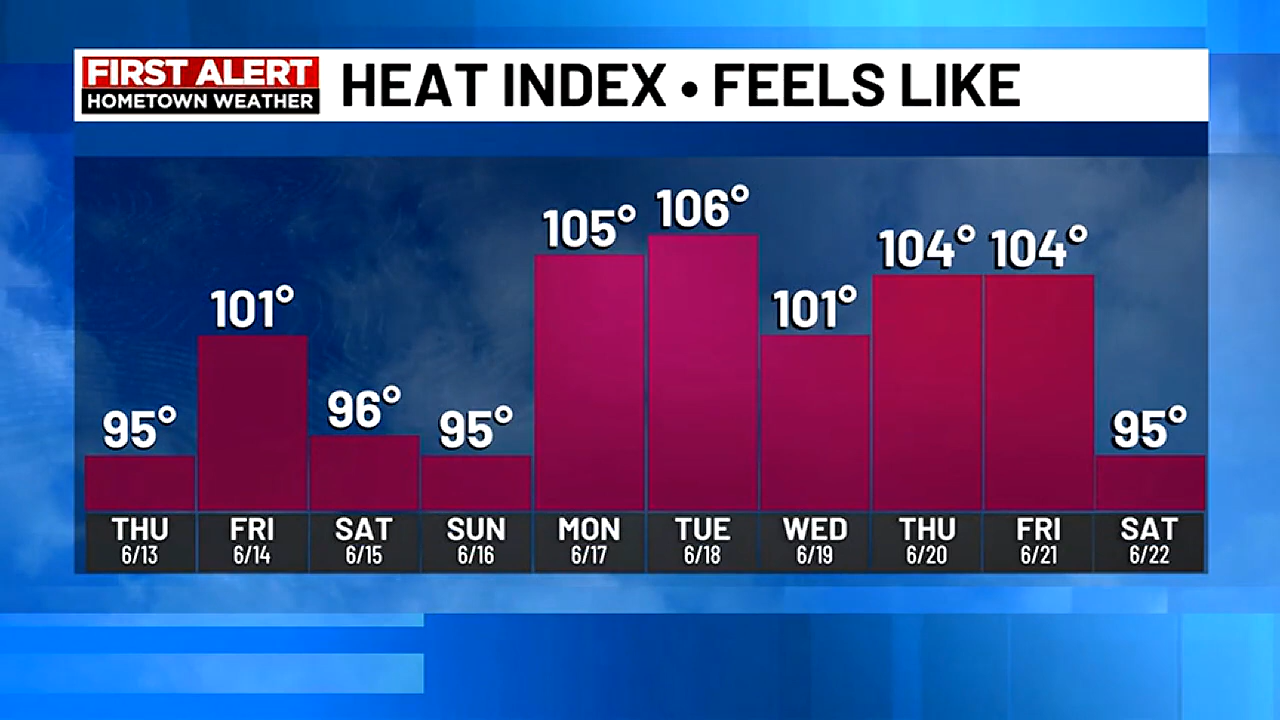 FIRST ALERT
HOMETOWN WEATHER
HEAT INDEX • FEELS LIKE
95° 101° 96° 95° 105° 106° 101° 104° 104° 95°
THU FRI SAT SUN MON TUE WED THU FRI SAT
6/13 6/14 6/15 6/16 6/17 6/18 6/19 6/20 6/21 6/22